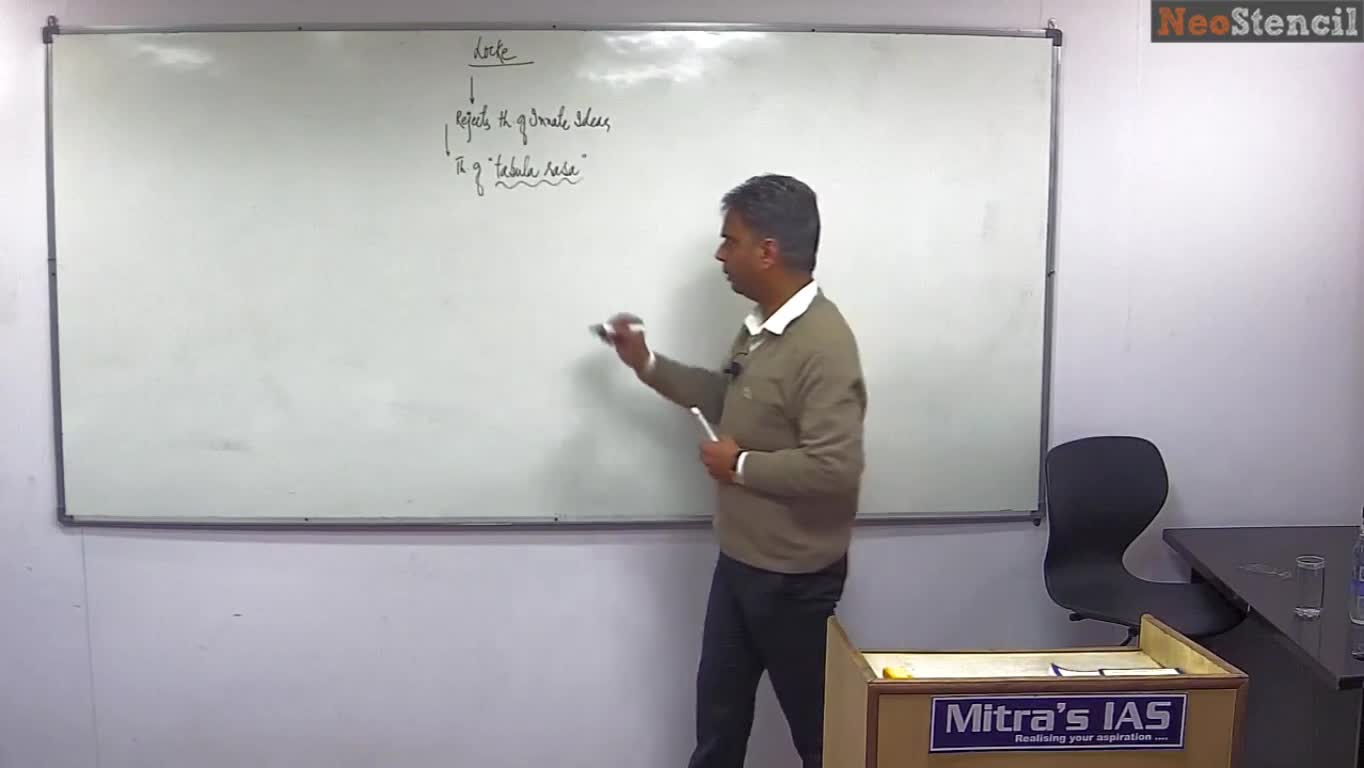 NeoStencil
Locke
Rejects th of Innate Ideas
Th of "tabula rasa"
Mitra's IAS
Realising your aspiration ....